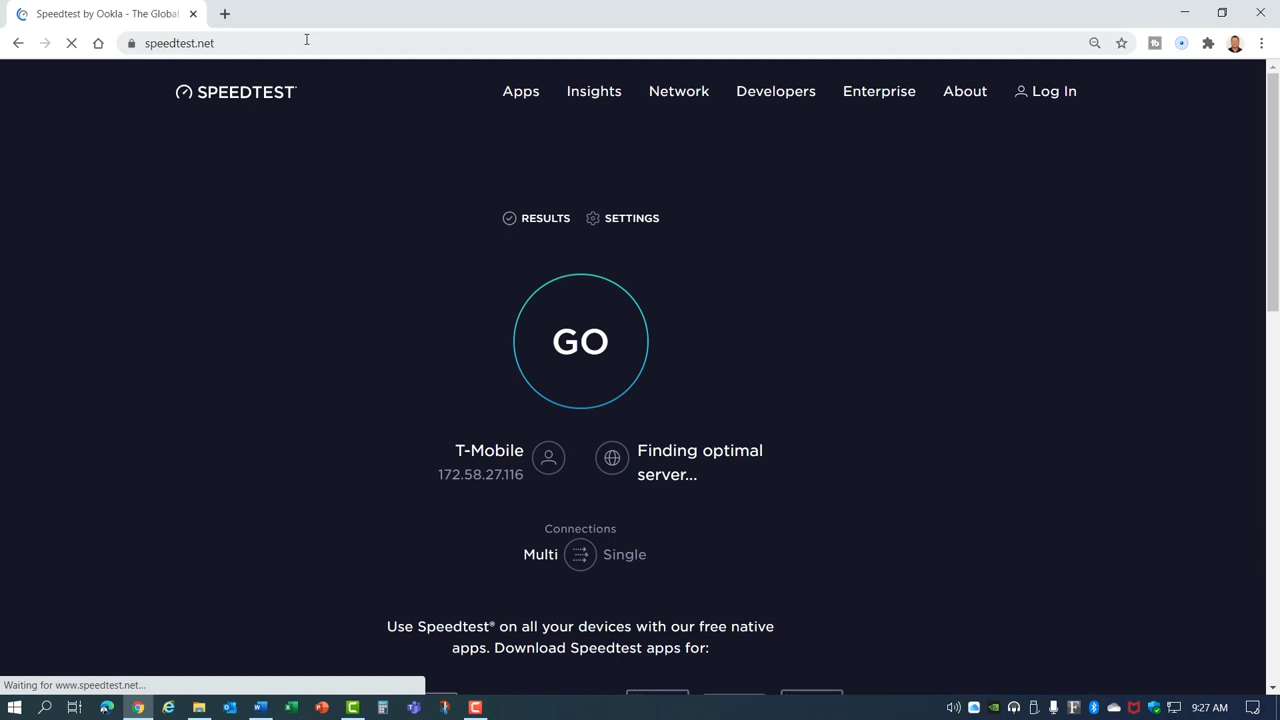 Speedtest by Ookla - The Global
speedtest.net
SPEEDTEST
Apps
Insights
Network
Developers
Enterprise
About
Log In
RESULTS
SETTINGS
GO
T-Mobile
172.58.27.116
Finding optimal
server...
Connections
Multi
Single
Use Speedtest® on all your devices with our free native
apps. Download Speedtest apps for:
Waiting for www.speedtest.net...
9:27 AM